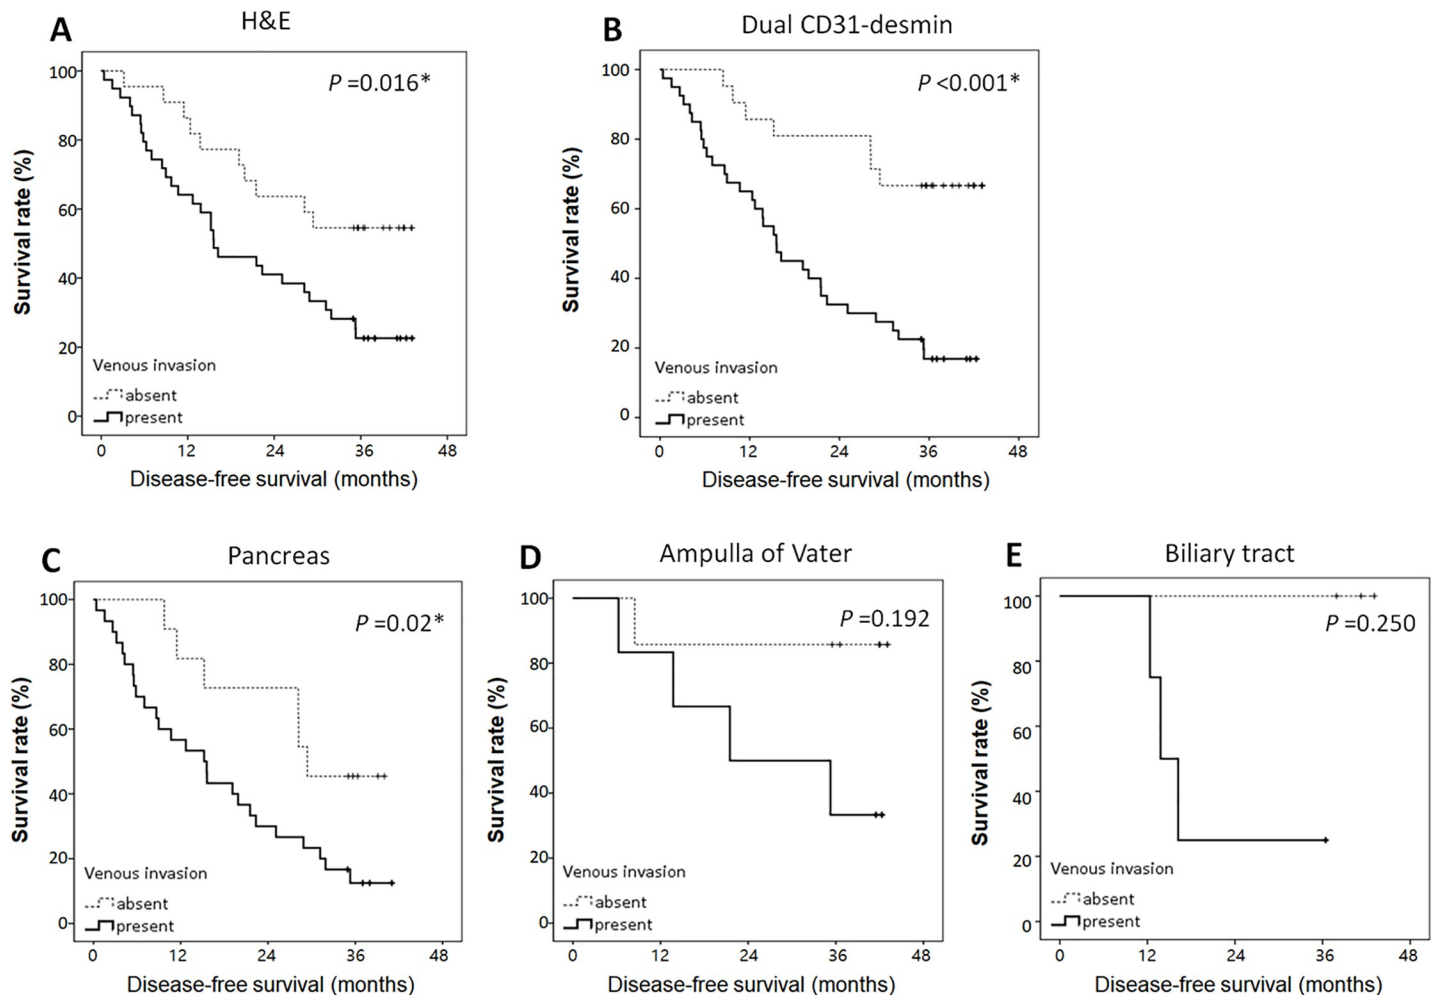 A
H&E
P =0.016*
Survival rate (%)
100
80
60
40
20
0
Venous invasion
absent
present
0 12 24 36 48
Disease-free survival (months)
B
Dual CD31-desmin
P <0.001*
Survival rate (%)
100
80
60
40
20
0
Venous invasion
absent
present
0 12 24 36 48
Disease-free survival (months)
C
Pancreas
P =0.02*
Survival rate (%)
100
80
60
40
20
0
Venous invasion
absent
present
0 12 24 36 48
Disease-free survival (months)
D
Ampulla of Vater
P =0.192
Survival rate (%)
100
80
60
40
20
0
Venous invasion
absent
present
0 12 24 36 48
Disease-free survival (months)
E
Biliary tract
P =0.250
Survival rate (%)
100
80
60
40
20
0
Venous invasion
absent
present
0 12 24 36 48
Disease-free survival (months)